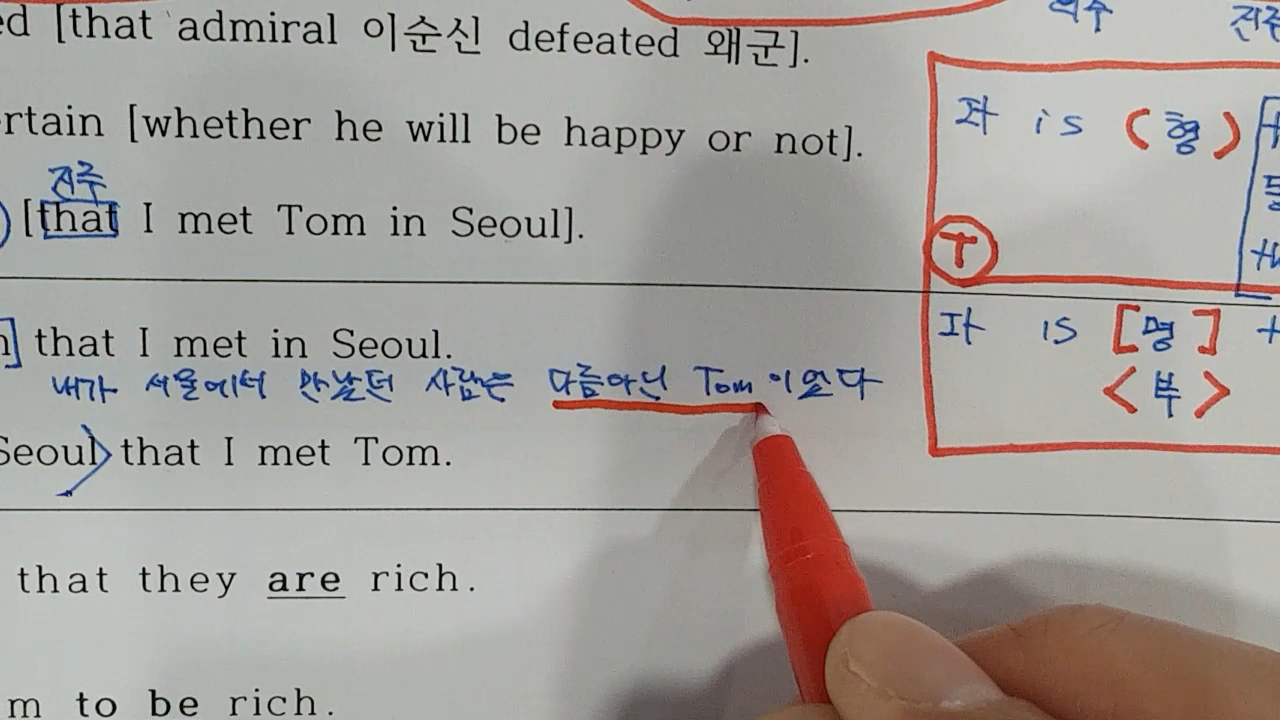 ed [that admiral 이순신 defeated 왜군].
rtain [whether he will be happy or not].
진주
[that I met Tom in Seoul].
that I met in Seoul.
내가 서울에서 만났던 사람은 다름아닌 Tom 이었다
Seoul> that I met Tom.
that they are rich.
m to be rich.
It is (형)
T
It is [명] +
<부>